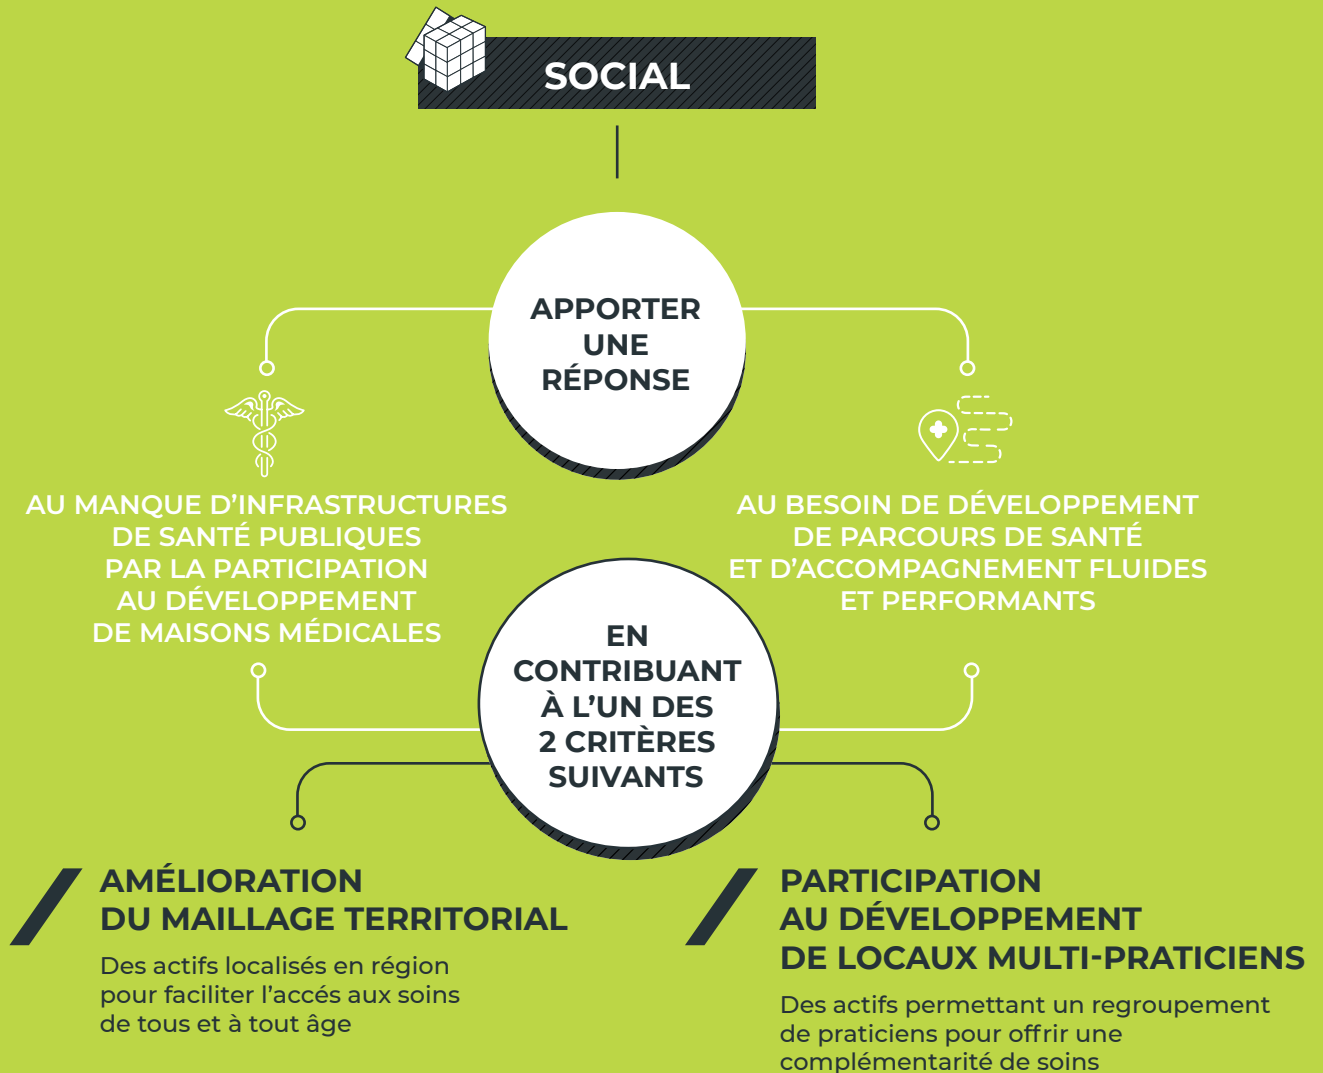 SOCIAL
APPORTER
UNE
RÉPONSE
AU MANQUE D’INFRASTRUCTURES
DE SANTÉ PUBLIQUES
PAR LA PARTICIPATION
AU DÉVELOPPEMENT
DE MAISONS MÉDICALES
AU BESOIN DE DÉVELOPPEMENT
DE PARCOURS DE SANTÉ
ET D’ACCOMPAGNEMENT FLUIDES
ET PERFORMANTS
EN
CONTRIBUANT
À L’UN DES
2 CRITÈRES
SUIVANTS
AMÉLIORATION
DU MAILLAGE TERRITORIAL
Des actifs localisés en région
pour faciliter l’accés aux soins
de tous et à tout âge
PARTICIPATION
AU DÉVELOPPEMENT
DE LOCAUX MULTI-PRATICIENS
Des actifs permettant un regroupement
de praticiens pour offrir une
complémentarité de soins